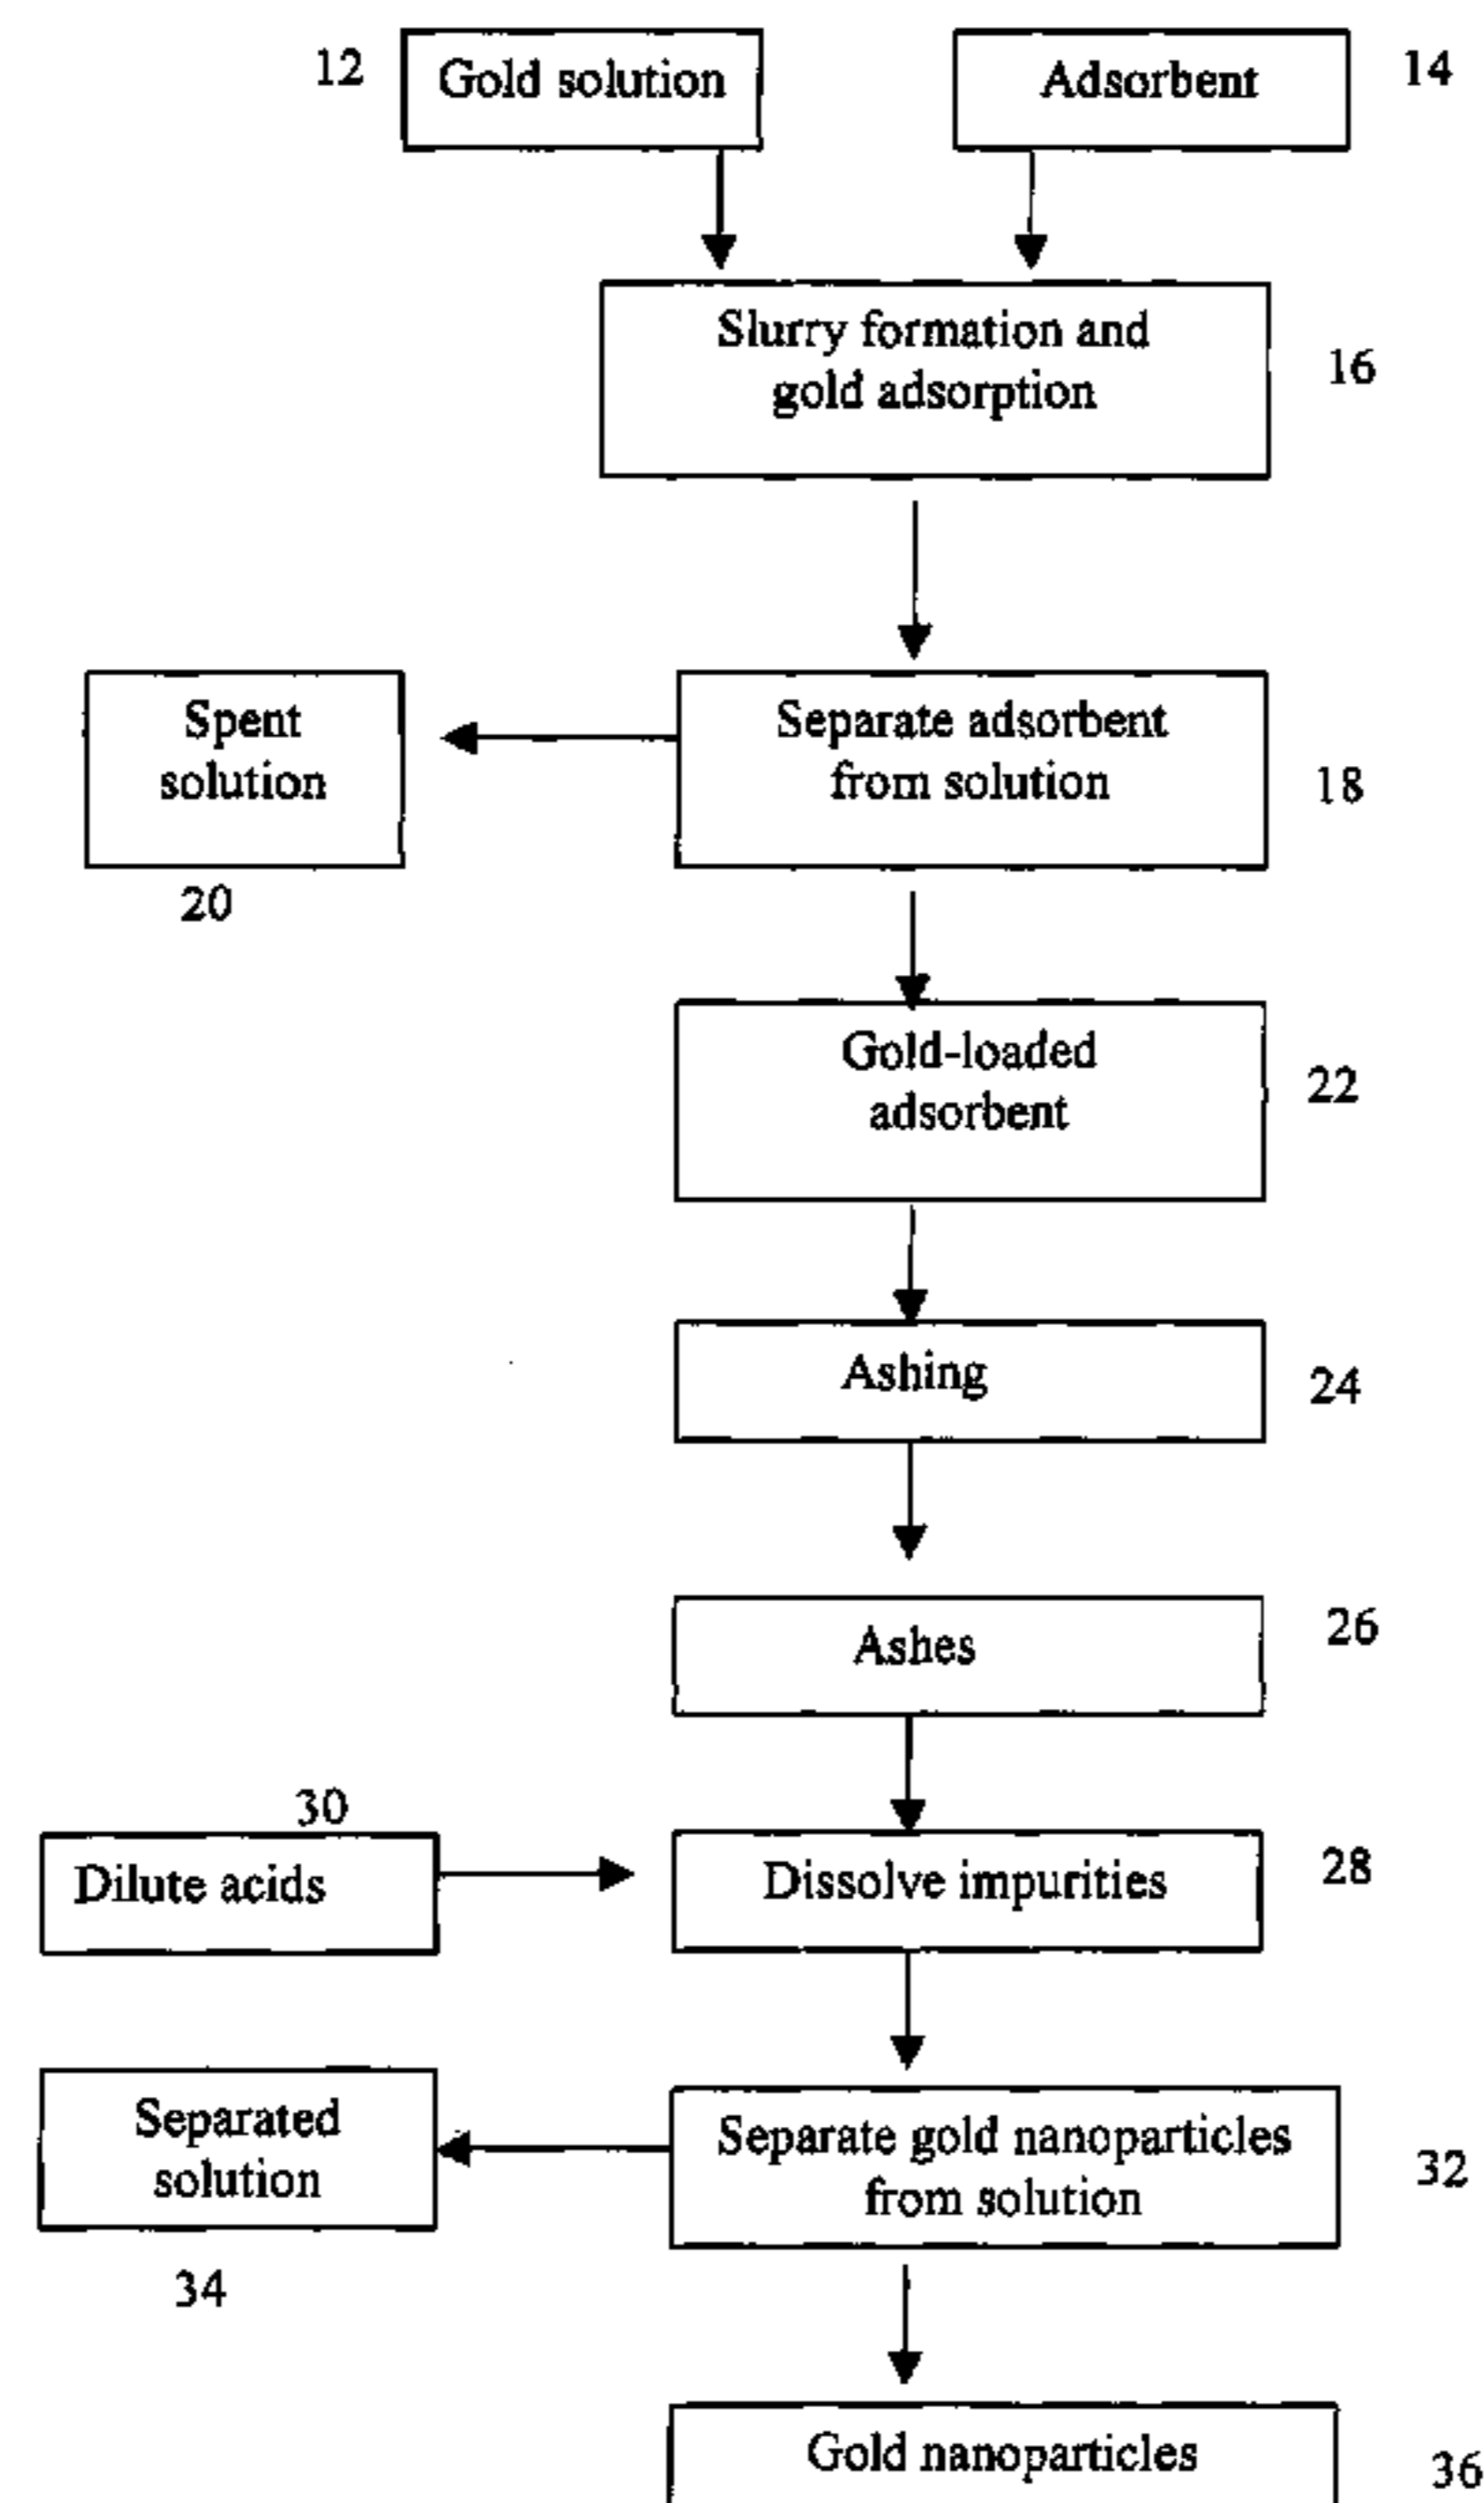 12
Gold solution
Adsorbent
14
Slurry formation and
gold adsorption
16
Spent
solution
20
Separate adsorbent
from solution
18
Gold-loaded
adsorbent
22
Ashing
24
Ashes
26
30
Dilute acids
Dissolve impurities
28
Separated
solution
34
Separate gold nanoparticles
from solution
32
Gold nanoparticles
36